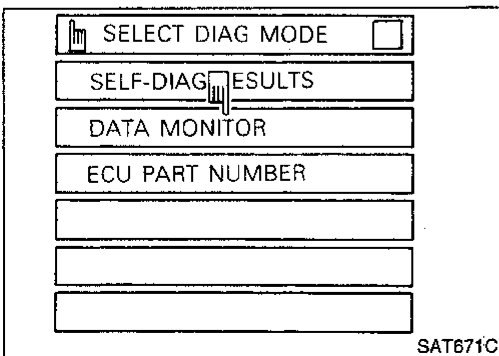 SELECT DIAG MODE
SELF-DIAG RESULTS
DATA MONITOR
ECU PART NUMBER
SAT671C